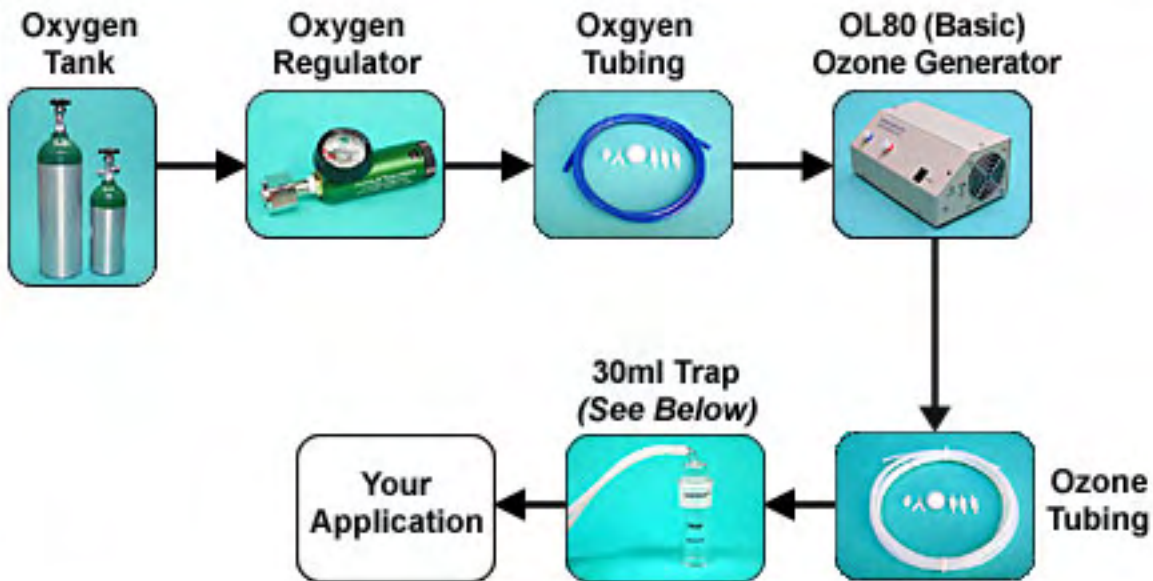 Oxygen
Tank
Oxygen
Regulator
Oxgyen
Tubing
OL80 (Basic)
Ozone Generator
30ml Trap
(See Below)
Your
Application
Ozone
Tubing